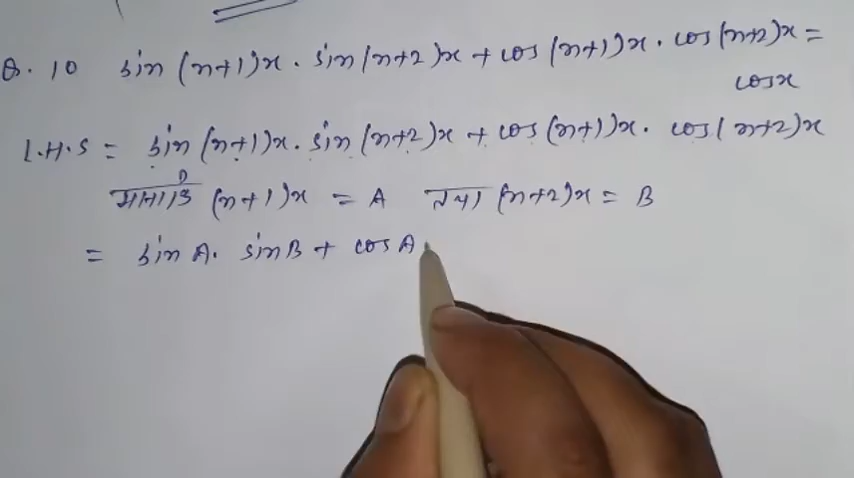 Q. 10 sin (n+1)x . sin (n+2)x + cos (n+1)x . cos (n+2)x =
cosx
L.H.S = sin (n+1)x . sin (n+2)x + cos (n+1)x . cos ( n+2)x
माना (n+1)x = A तथा (n+2)x = B
= sin A . sin B + cos A